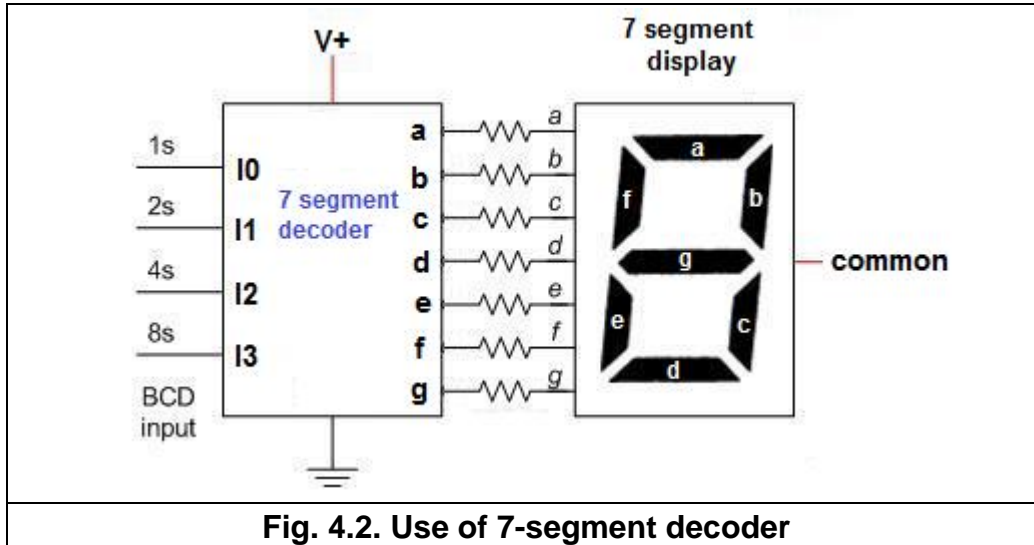 V+
7 segment
display
1s
2s
4s
8s
BCD
input
I0
I1
I2
I3
7 segment
decoder
a
b
c
d
e
f
g
a
b
c
d
e
f
g
a
b
c
d
e
f
g
common
Fig. 4.2. Use of 7-segment decoder